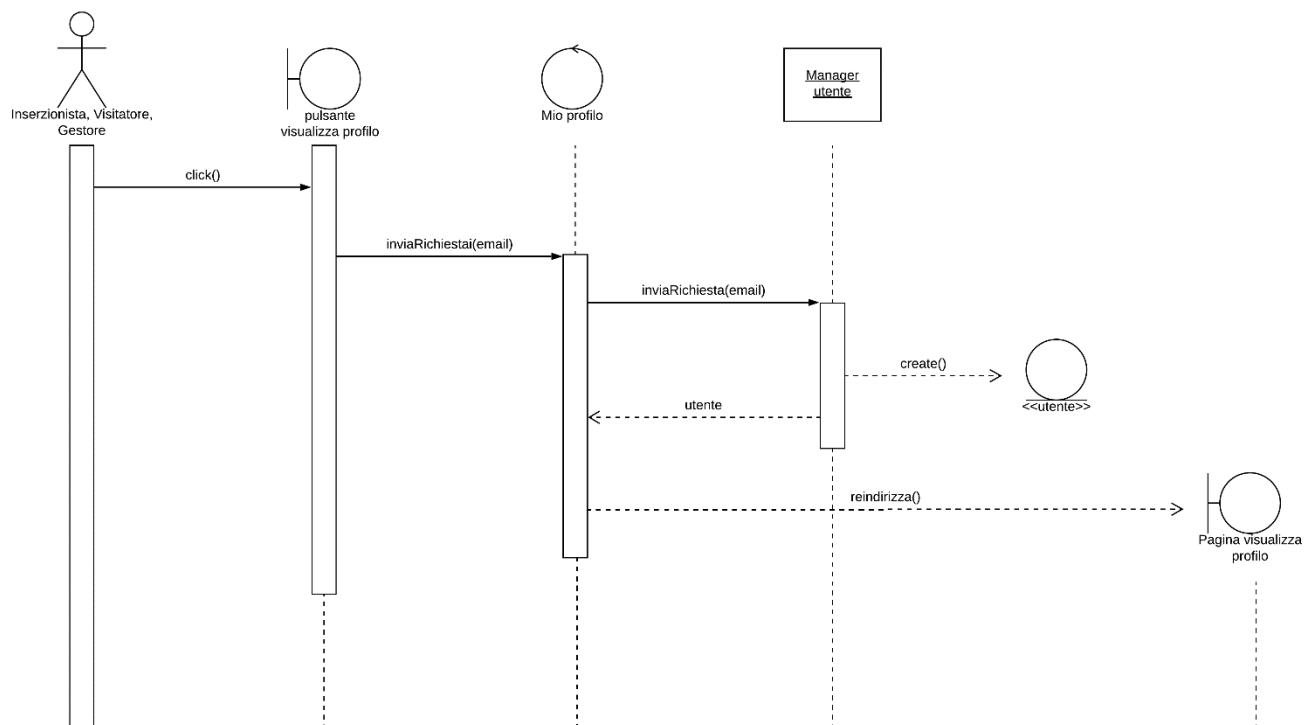 Inserzionista, Visitatore,
Gestore
pulsante
visualizza profilo
Mio profilo
Manager
utente
click()
inviaRichiestai(email)
inviaRichiesta(email)
create()
<<utente>>
utente
reindirizza()
Pagina visualizza
profilo